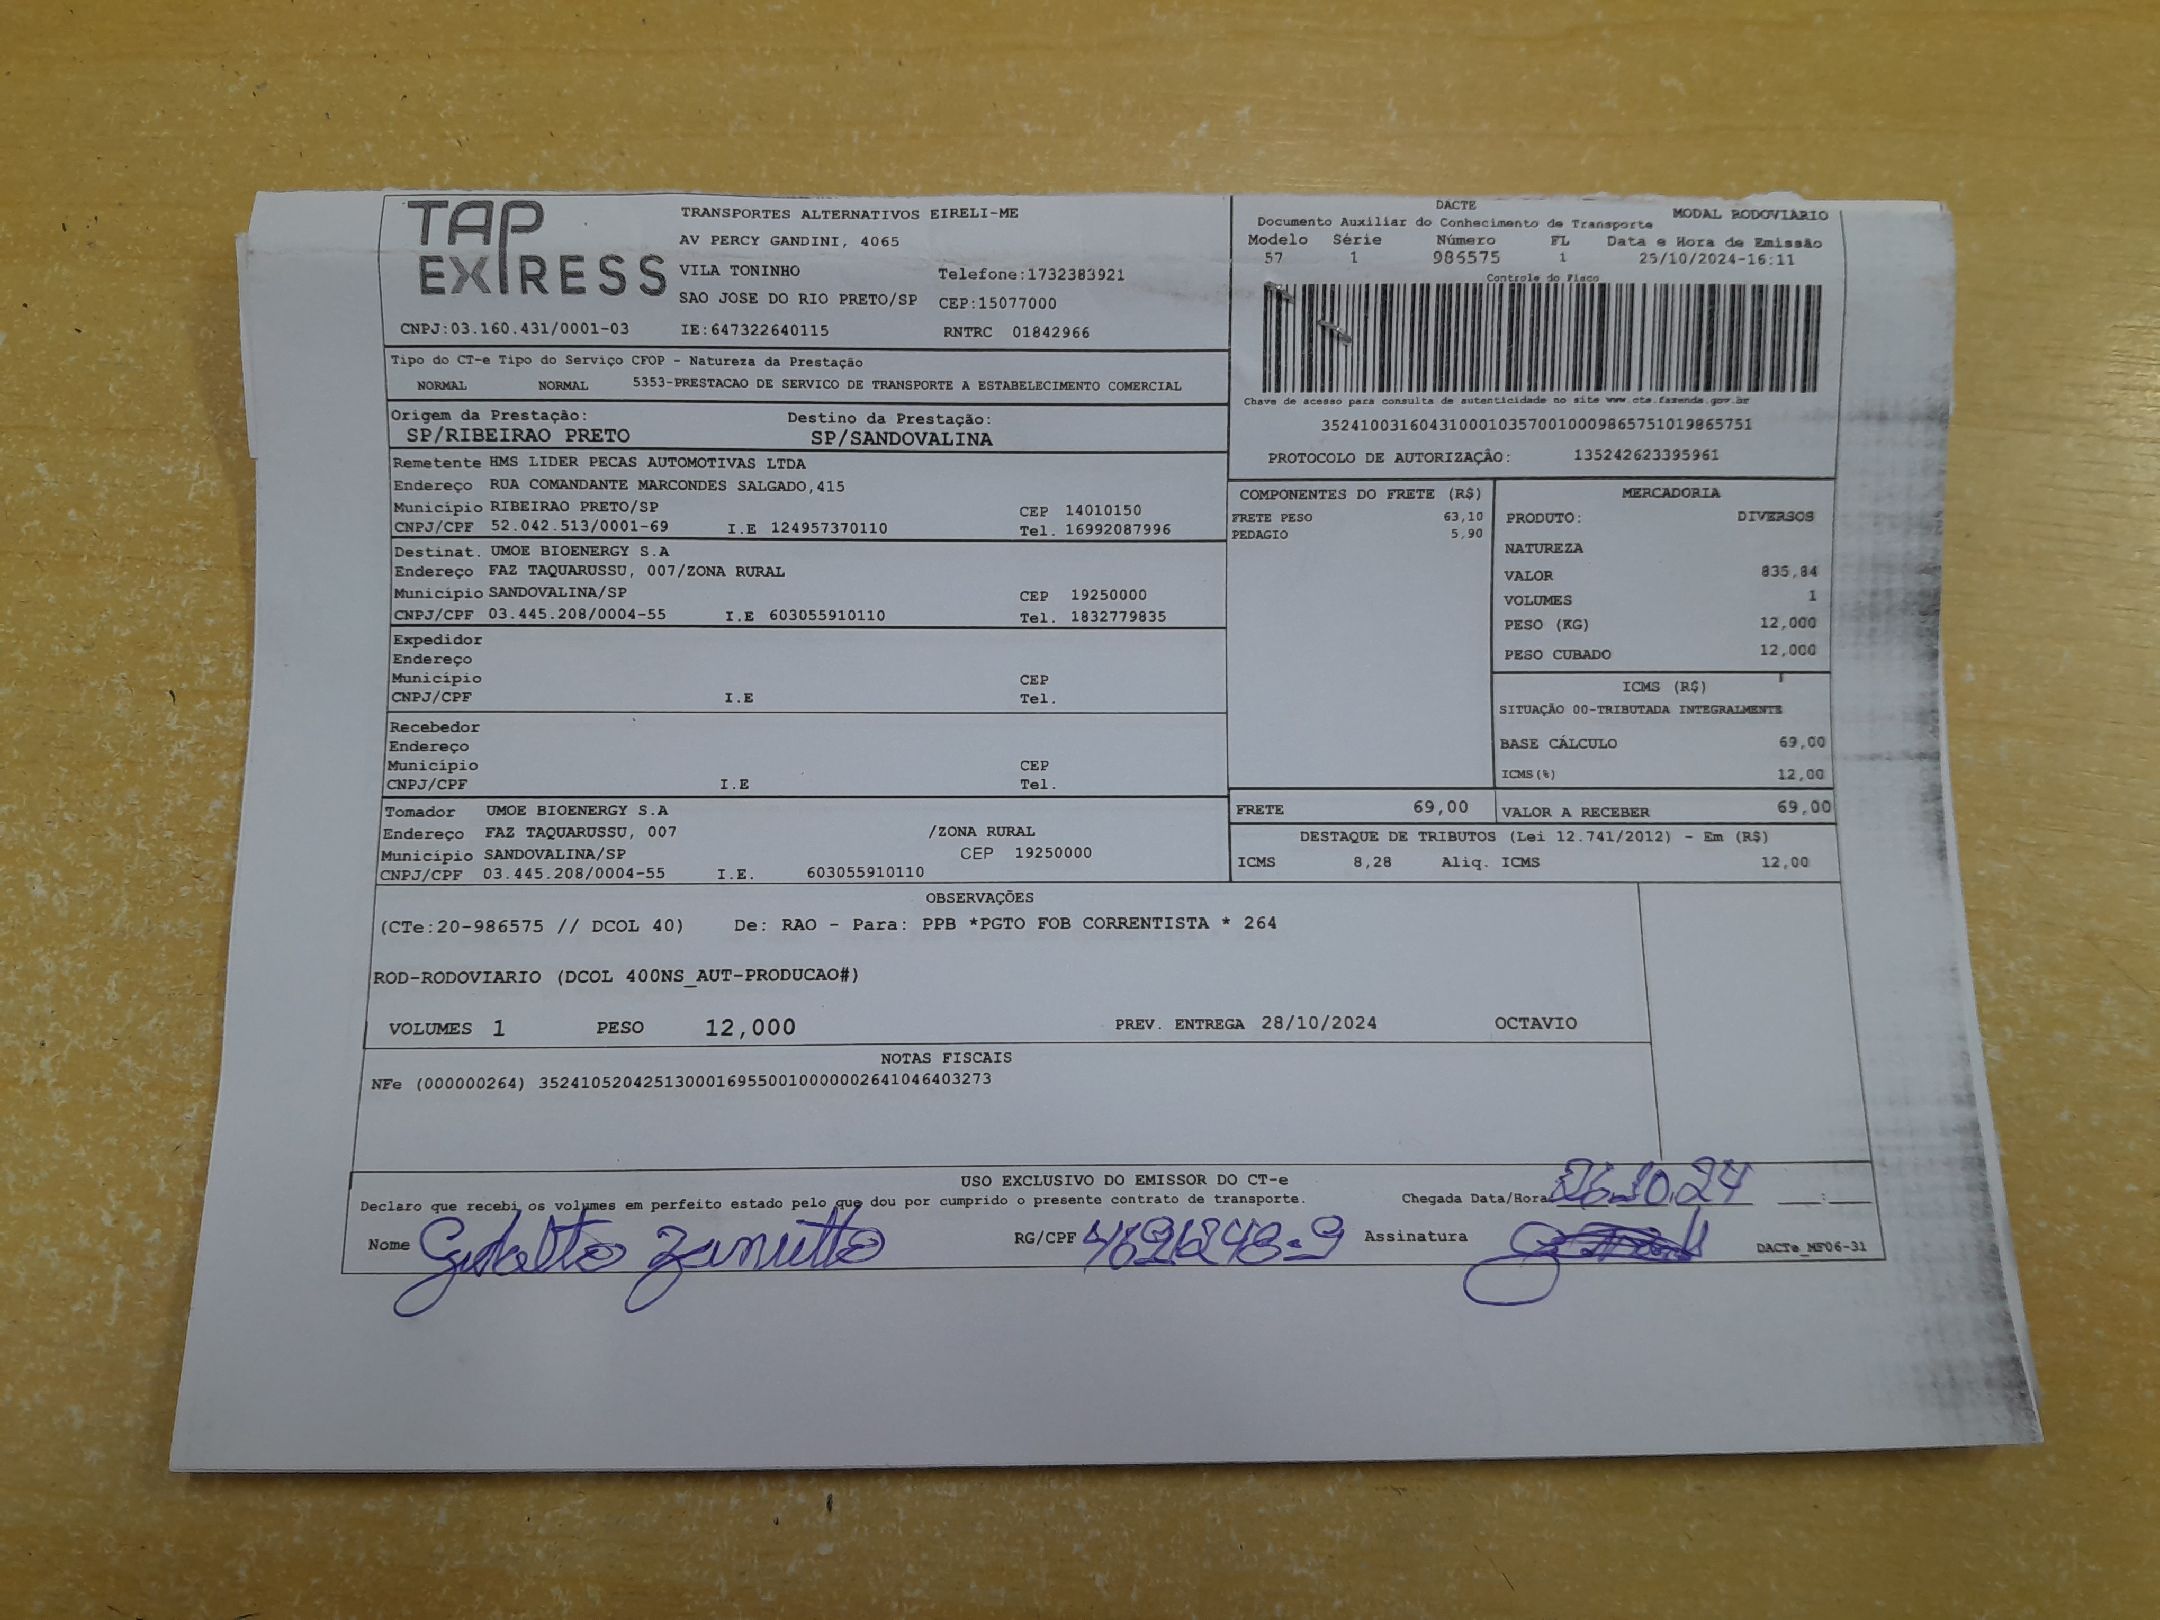 TAP EXPRESS
TRANSPORTES ALTERNATIVOS EIRELI-ME
AV PERCY GANDINI, 4065
VILA TONINHO Telefone:1732383921
SAO JOSE DO RIO PRETO/SP CEP:15077000
CNPJ:03.160.431/0001-03 IE:647322640115 RNTRC 01842966
DACTE
Documento Auxiliar do Conhecimento de Transporte MODAL RODOVIARIO
Modelo Série Número FL Data e Hora de Emissão
57 1 986575 1 25/10/2024-16:11
Controle do Fisco
Chave de acesso para consulta de autenticidade no site www.cte.fazenda.gov.br
35241003160431000103570010009865751019865751
PROTOCOLO DE AUTORIZAÇÃO: 135242623395961
Tipo do CT-e Tipo do Serviço CFOP - Natureza da Prestação
NORMAL NORMAL 5353-PRESTACAO DE SERVICO DE TRANSPORTE A ESTABELECIMENTO COMERCIAL
Origem da Prestação: Destino da Prestação:
SP/RIBEIRAO PRETO SP/SANDOVALINA
Remetente HMS LIDER PECAS AUTOMOTIVAS LTDA
Endereço RUA COMANDANTE MARCONDES SALGADO,415
Município RIBEIRAO PRETO/SP CEP 14010150
CNPJ/CPF 52.042.513/0001-69 I.E 124957370110 Tel. 16992087996
Destinat. UMOE BIOENERGY S.A
Endereço FAZ TAQUARUSSU, 007/ZONA RURAL
Município SANDOVALINA/SP CEP 19250000
CNPJ/CPF 03.445.208/0004-55 I.E 603055910110 Tel. 1832779835
Expedidor
Endereço
Município CEP
CNPJ/CPF I.E Tel.
Recebedor
Endereço
Município CEP
CNPJ/CPF I.E Tel.
Tomador UMOE BIOENERGY S.A
Endereço FAZ TAQUARUSSU, 007 /ZONA RURAL
Município SANDOVALINA/SP CEP 19250000
CNPJ/CPF 03.445.208/0004-55 I.E. 603055910110
COMPONENTES DO FRETE (R$)
FRETE PESO 63,10
PEDAGIO 5,90
MERCADORIA
PRODUTO: DIVERSOS
NATUREZA
VALOR 835,84
VOLUMES 1
PESO (KG) 12,000
PESO CUBADO 12,000
ICMS (R$)
SITUAÇÃO 00-TRIBUTADA INTEGRALMENTE
BASE CÁLCULO 69,00
ICMS(%) 12,00
FRETE 69,00 VALOR A RECEBER 69,00
DESTAQUE DE TRIBUTOS (Lei 12.741/2012) - Em (R$)
ICMS 8,28 Aliq. ICMS 12,00
OBSERVAÇÕES
(CTe:20-986575 // DCOL 40) De: RAO - Para: PPB *PGTO FOB CORRENTISTA * 264
ROD-RODOVIARIO (DCOL 400NS_AUT-PRODUCAO#)
VOLUMES 1 PESO 12,000 PREV. ENTREGA 28/10/2024 OCTAVIO
NOTAS FISCAIS
NFe (000000264) 35241052042513000169550010000002641046403273
USO EXCLUSIVO DO EMISSOR DO CT-e
Declaro que recebi os volumes em perfeito estado pelo que dou por cumprido o presente contrato de transporte. Chegada Data/Hora 26.10.24 __:__
Nome Zanutto RG/CPF Assinatura DACTe_MF06-31